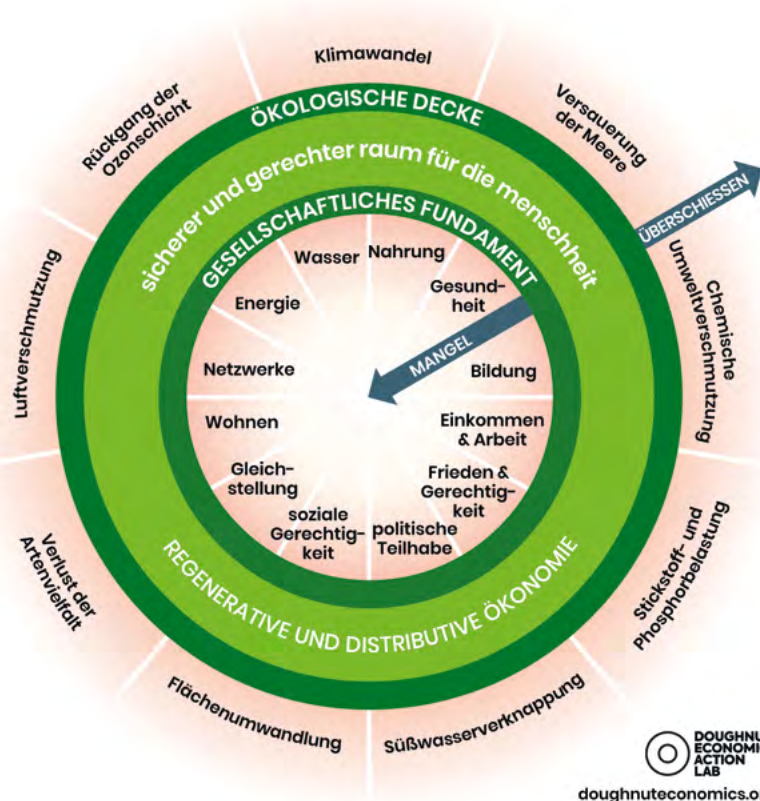 Klimawandel
Rückgang der
Ozonschicht
Versauerung
der Meere
ÖKOLOGISCHE DECKE
sicherer und gerechter raum für die menschheit
GESELLSCHAFTLICHES FUNDAMENT
ÜBERSCHIESSEN
Wasser
Nahrung
Energie
Gesund-
heit
MANGEL
Netzwerke
Bildung
Wohnen
Einkommen
& Arbeit
Gleich-
stellung
Frieden &
Gerechtig-
keit
soziale
Gerechtig-
keit
politische
Teilhabe
Luftverschmutzung
Chemische
Umweltverschmutzung
REGENERATIVE UND DISTRIBUTIVE ÖKONOMIE
Verlust der
Artenvielfalt
Stickstoff- und
Phosphorbelastung
Flächenumwandlung
Süßwasserverknappung
DOUGHNU
ECONOMIC
ACTION
LAB
doughnuteconomics.o